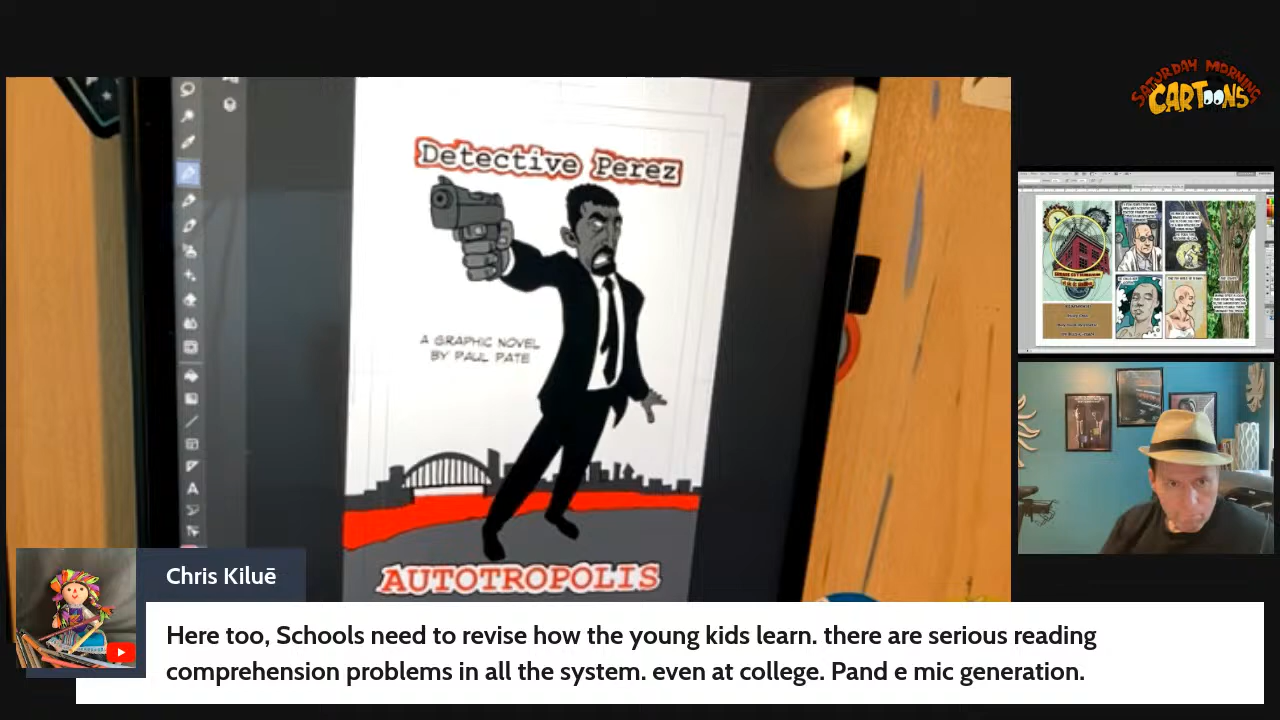 SATURDAY MORNING
CARTOONS
Detective Perez
A GRAPHIC NOVEL
BY PAUL PATE
AUTOTROPOLIS
A
Chris Kiluē
Here too, Schools need to revise how the young kids learn. there are serious reading
comprehension problems in all the system. even at college. Pand e mic generation.